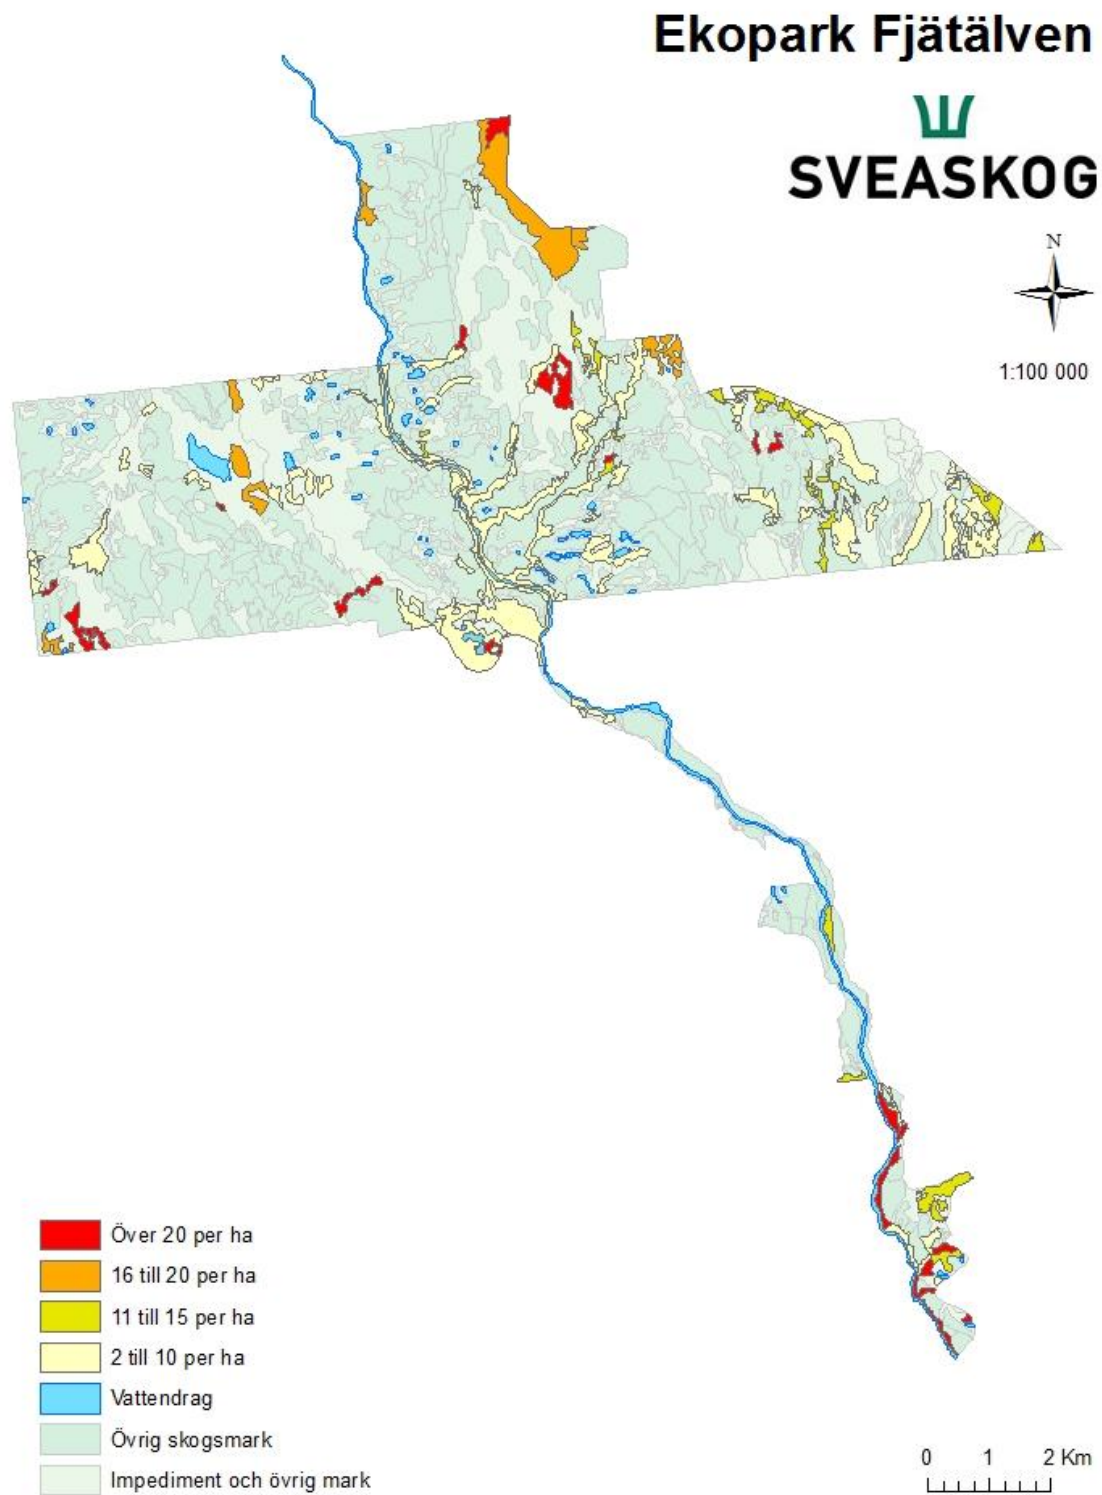 Ekopark Fjätälven
SVEASKOG
N
1:100 000
Över 20 per ha
16 till 20 per ha
11 till 15 per ha
2 till 10 per ha
Vattendrag
Övrig skogsmark
Impediment och övrig mark
0 1 2 Km